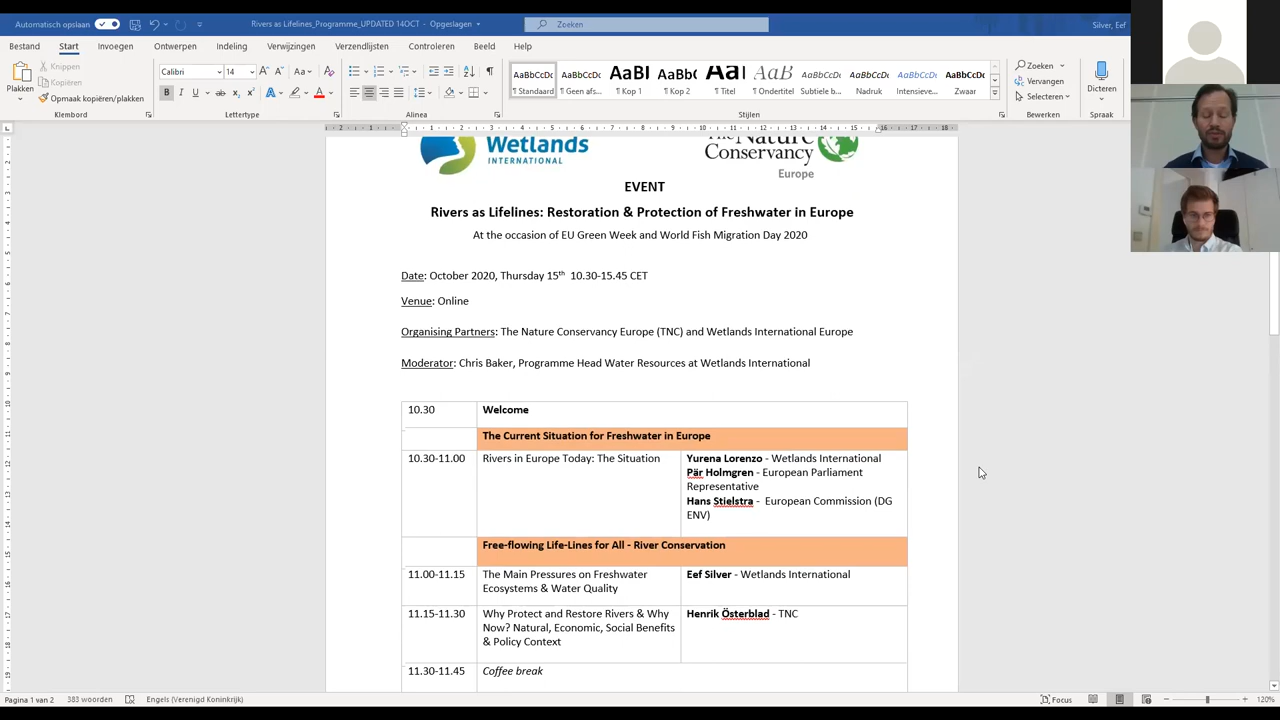 Automatisch opslaan
Rivers as Lifelines_Programme_UPDATED 14OCT - Opgeslagen
Zoeken
Silver, Eef
Bestand Start Invoegen Ontwerpen Indeling Verwijzingen Verzendlijsten Controleren Beeld Help
Plakken
Knippen
Kopiëren
Opmaak kopiëren/plakken
Klembord
Calibri 14
B I U ab x₂ x²
Lettertype
Alinea
AaBbCcDc AaBbCcDc AaBl AaBbC AaBl AaB AaBbCcDc AaBbCcDc AaBbCcDc AaBbCcDc
¶ Standaard ¶ Geen afs... ¶ Kop 1 ¶ Kop 2 ¶ Titel ¶ Ondertitel Subtiele b... Nadruk Intensieve... Zwaar
Stijlen
Zoeken
Vervangen
Selecteren
Bewerken
Dicteren
Spraak
Wetlands
INTERNATIONAL
The Nature
Conservancy
Europe
EVENT
Rivers as Lifelines: Restoration & Protection of Freshwater in Europe
At the occasion of EU Green Week and World Fish Migration Day 2020
Date: October 2020, Thursday 15th 10.30-15.45 CET
Venue: Online
Organising Partners: The Nature Conservancy Europe (TNC) and Wetlands International Europe
Moderator: Chris Baker, Programme Head Water Resources at Wetlands International
10.30 Welcome
The Current Situation for Freshwater in Europe
10.30-11.00 Rivers in Europe Today: The Situation Yurena Lorenzo - Wetlands International
Pär Holmgren - European Parliament
Representative
Hans Stielstra - European Commission (DG
ENV)
Free-flowing Life-Lines for All - River Conservation
11.00-11.15 The Main Pressures on Freshwater Eef Silver - Wetlands International
Ecosystems & Water Quality
11.15-11.30 Why Protect and Restore Rivers & Why Henrik Österblad - TNC
Now? Natural, Economic, Social Benefits
& Policy Context
11.30-11.45 Coffee break
Pagina 1 van 2 383 woorden Engels (Verenigd Koninkrijk) Focus 120%